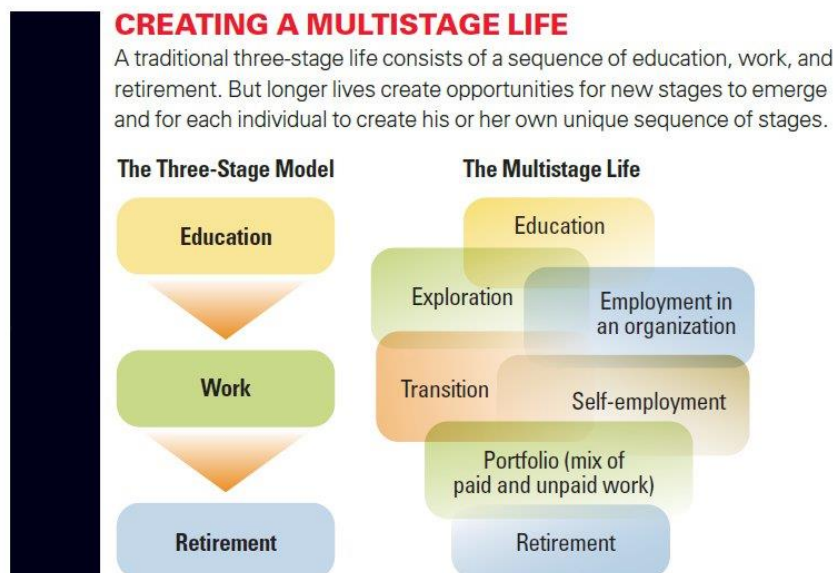 CREATING A MULTISTAGE LIFE
A traditional three-stage life consists of a sequence of education, work, and
retirement. But longer lives create opportunities for new stages to emerge
and for each individual to create his or her own unique sequence of stages.
The Three-Stage Model
Education
Work
Retirement
The Multistage Life
Education
Exploration
Employment in
an organization
Transition
Self-employment
Portfolio (mix of
paid and unpaid work)
Retirement